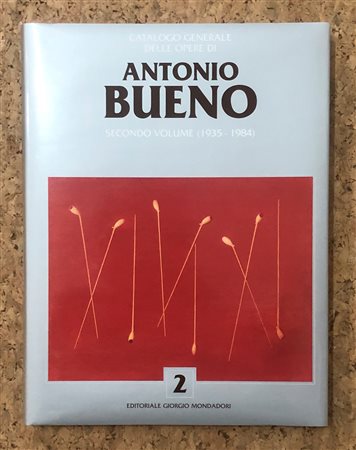 CATALOGO GENERALE
DELLE OPERE DI
ANTONIO
BUENO
SECONDO VOLUME (1935 - 1984)
2
EDITORIALE GIORGIO MONDADORI